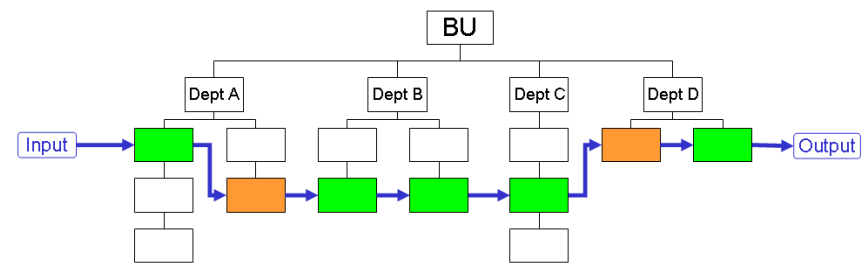 BU
Dept A
Dept B
Dept C
Dept D
Input
Output